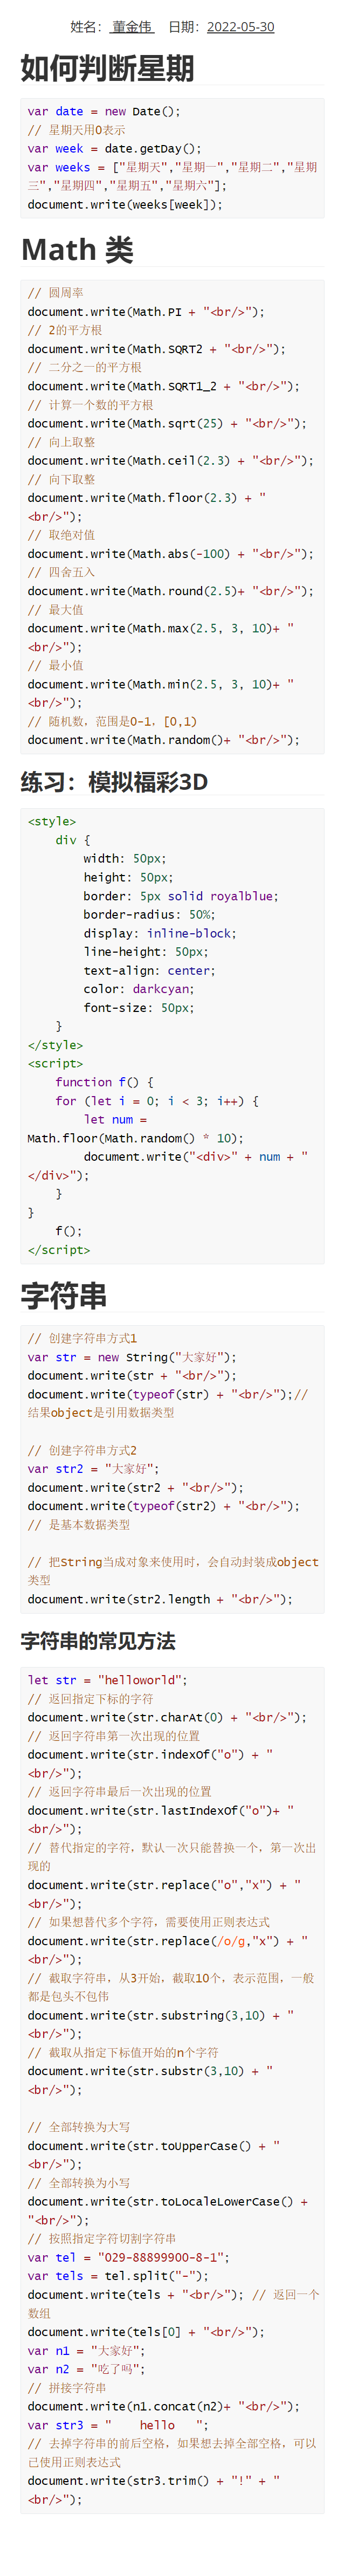 姓名： 董金伟  日期：2022-05-30
如何判断星期
var date = new Date();
// 星期天用0表示
var week = date.getDay();
var weeks = ["星期天","星期一","星期二","星期
三","星期四","星期五","星期六"];
document.write(weeks[week]);
Math 类
// 圆周率
document.write(Math.PI + "<br/>");
// 2的平方根
document.write(Math.SQRT2 + "<br/>");
// 二分之一的平方根
document.write(Math.SQRT1_2 + "<br/>");
// 计算一个数的平方根
document.write(Math.sqrt(25) + "<br/>");
// 向上取整
document.write(Math.ceil(2.3) + "<br/>");
// 向下取整
document.write(Math.floor(2.3) + "
<br/>");
// 取绝对值
document.write(Math.abs(-100) + "<br/>");
// 四舍五入
document.write(Math.round(2.5)+ "<br/>");
// 最大值
document.write(Math.max(2.5, 3, 10)+ "
<br/>");
// 最小值
document.write(Math.min(2.5, 3, 10)+ "
<br/>");
// 随机数，范围是0-1，[0,1)
document.write(Math.random()+ "<br/>");
练习：模拟福彩3D
<style>
    div {
        width: 50px;
        height: 50px;
        border: 5px solid royalblue;
        border-radius: 50%;
        display: inline-block;
        line-height: 50px;
        text-align: center;
        color: darkcyan;
        font-size: 50px;
    }
</style>
<script>
    function f() {
    for (let i = 0; i < 3; i++) {
        let num =
Math.floor(Math.random() * 10);
        document.write("<div>" + num + "
</div>");
    }
}
    f();
</script>
字符串
// 创建字符串方式1
var str = new String("大家好");
document.write(str + "<br/>");
document.write(typeof(str) + "<br/>");//
结果object是引用数据类型
// 创建字符串方式2
var str2 = "大家好";
document.write(str2 + "<br/>");
document.write(typeof(str2) + "<br/>");
// 是基本数据类型
// 把String当成对象来使用时，会自动封装成object
类型
document.write(str2.length + "<br/>");
字符串的常见方法
let str = "helloworld";
// 返回指定下标的字符
document.write(str.charAt(0) + "<br/>");
// 返回字符串第一次出现的位置
document.write(str.indexOf("o") + "
<br/>");
// 返回字符串最后一次出现的位置
document.write(str.lastIndexOf("o")+ "
<br/>");
// 替代指定的字符，默认一次只能替换一个，第一次出
现的
document.write(str.replace("o","x") + "
<br/>");
// 如果想替代多个字符，需要使用正则表达式
document.write(str.replace(/o/g,"x") + "
<br/>");
// 截取字符串，从3开始，截取10个，表示范围，一般
都是包头不包伟
document.write(str.substring(3,10) + "
<br/>");
// 截取从指定下标值开始的n个字符
document.write(str.substr(3,10) + "
<br/>");
// 全部转换为大写
document.write(str.toUpperCase() + "
<br/>");
// 全部转换为小写
document.write(str.toLocaleLowerCase() +
"<br/>");
// 按照指定字符切割字符串
var tel = "029-88899900-8-1";
var tels = tel.split("-");
document.write(tels + "<br/>"); // 返回一个
数组
document.write(tels[0] + "<br/>");
var n1 = "大家好";
var n2 = "吃了吗";
// 拼接字符串
document.write(n1.concat(n2)+ "<br/>");
var str3 = "    hello   ";
// 去掉字符串的前后空格，如果想去掉全部空格，可以
已使用正则表达式
document.write(str3.trim() + "!" + "
<br/>");